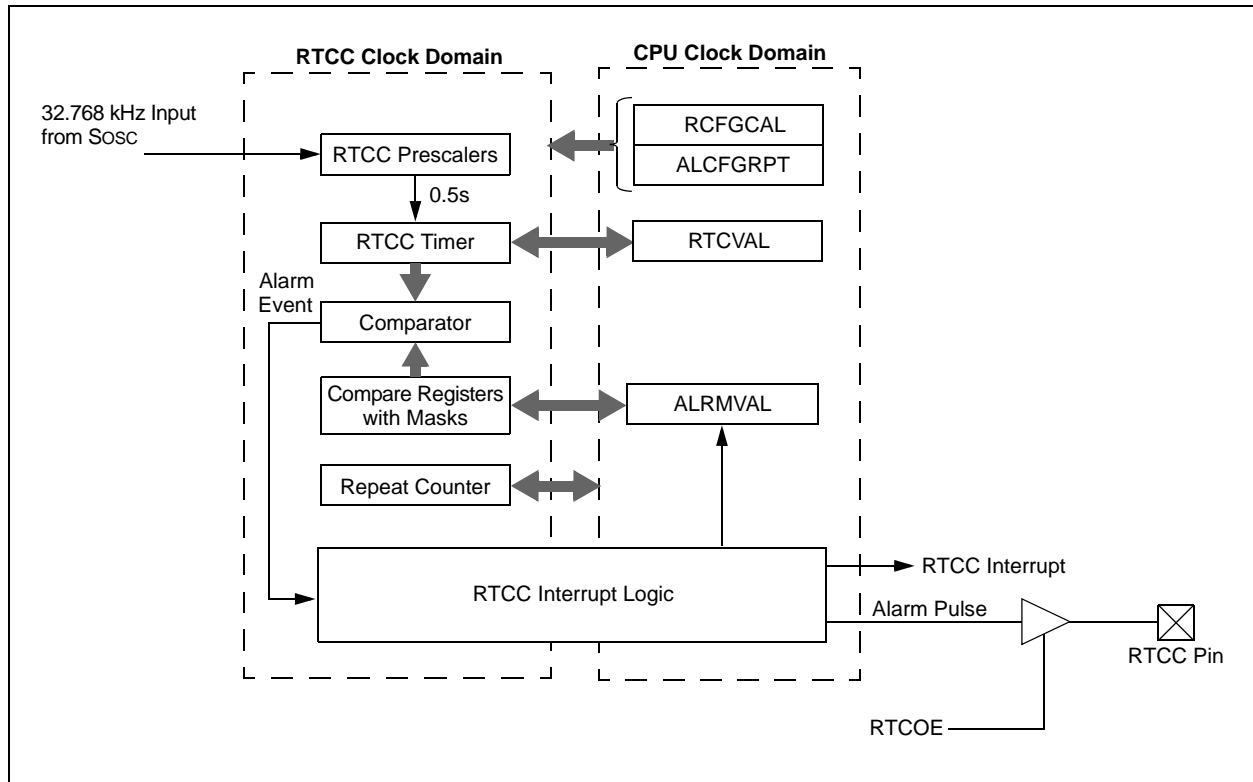 RTCC Clock Domain
CPU Clock Domain
32.768 kHz Input
from SOSC
RCFGCAL
ALCFGRPT
RTCC Prescalers
0.5s
RTCC Timer
RTCVAL
Alarm
Event
Comparator
Compare Registers
with Masks
ALRMVAL
Repeat Counter
RTCC Interrupt Logic
RTCC Interrupt
Alarm Pulse
RTCC Pin
RTCOE